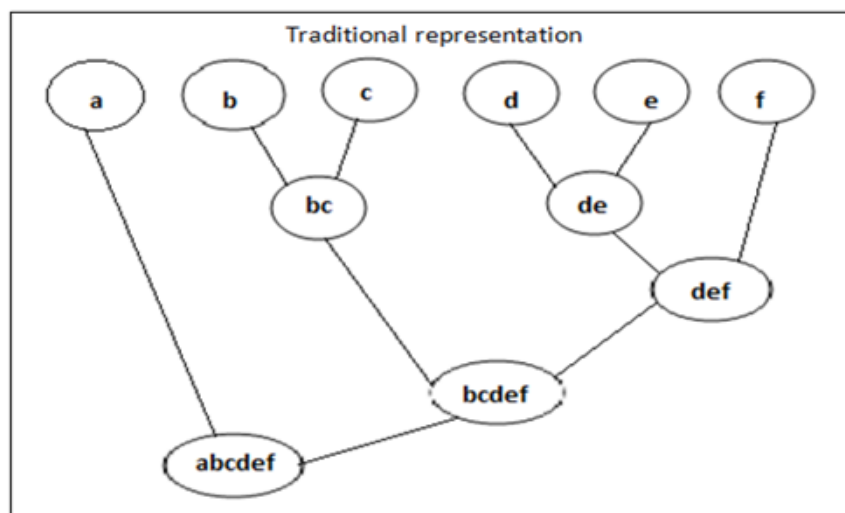 Traditional representation
a
b
c
d
e
f
bc
de
def
bcdef
abcdef